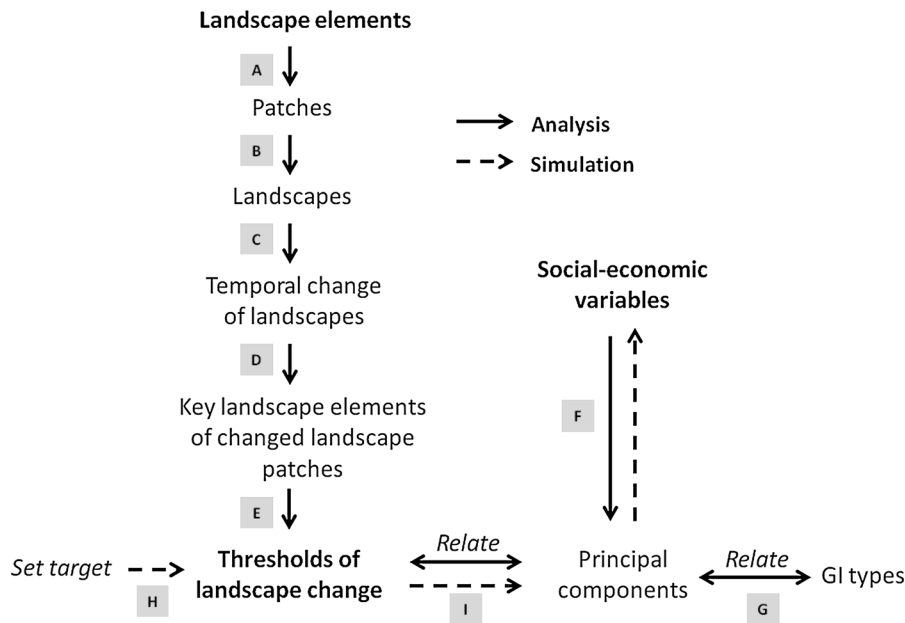 Landscape elements
A
Patches
B
Landscapes
C
Temporal change
of landscapes
D
Key landscape elements
of changed landscape
patches
E
Thresholds of
landscape change
Set target
H
Analysis
Simulation
Social-economic
variables
F
Relate
I
Principal
components
Relate
G
GI types